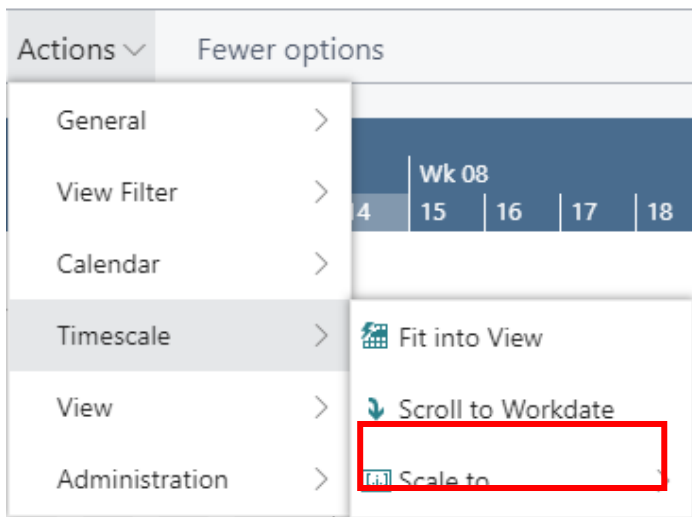 Actions Fewer options
General
View Filter
Wk 08
14 15 16 17 18
Calendar
Timescale
Fit into View
View
Scroll to Workdate
Administration
Scale to